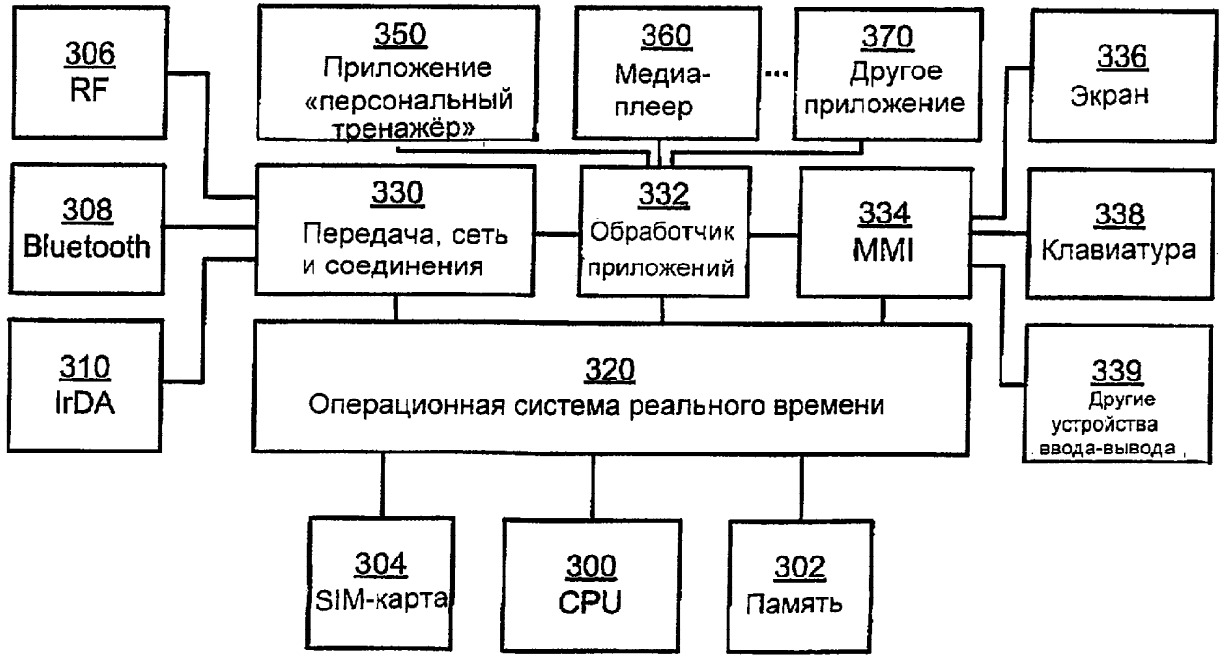 306
RF
350
Приложение
«персональный
тренажёр»
360
Медиа-
плеер
...
370
Другое
приложение
336
Экран
308
Bluetooth
330
Передача, сеть
и соединения
332
Обработчик
приложений
334
MMI
338
Клавиатура
310
IrDA
320
Операционная система реального времени
339
Другие
устройства
ввода-вывода
304
SIM-карта
300
CPU
302
Память